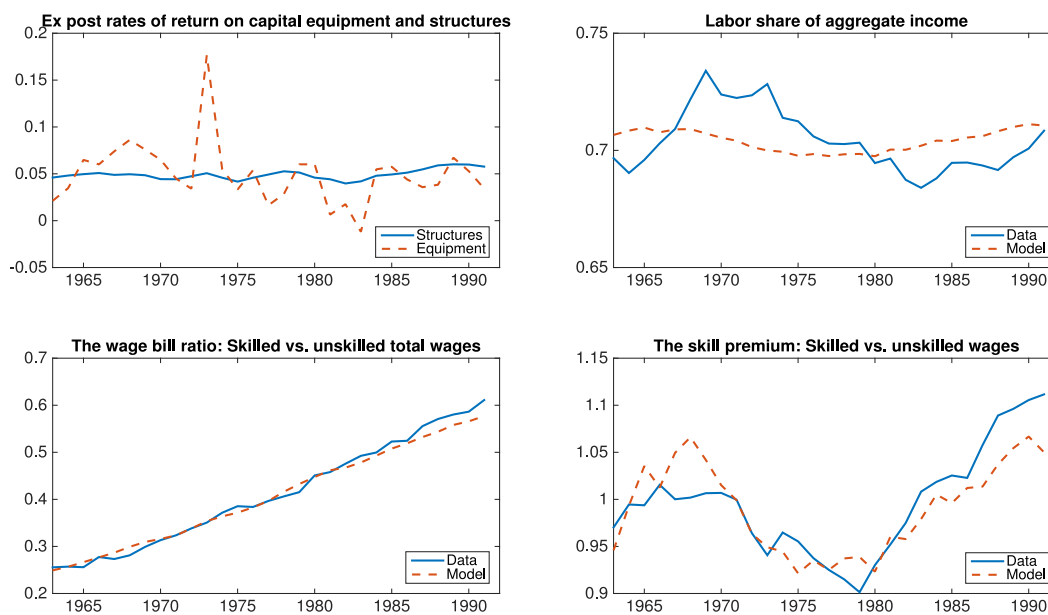 Ex post rates of return on capital equipment and structures
0.2
0.15
0.1
0.05
0
-0.05
1965 1970 1975 1980 1985 1990
Structures
Equipment
Labor share of aggregate income
0.75
0.7
0.65
1965 1970 1975 1980 1985 1990
Data
Model
The wage bill ratio: Skilled vs. unskilled total wages
0.7
0.6
0.5
0.4
0.3
0.2
1965 1970 1975 1980 1985 1990
Data
Model
The skill premium: Skilled vs. unskilled wages
1.15
1.1
1.05
1
0.95
0.9
1965 1970 1975 1980 1985 1990
Data
Model